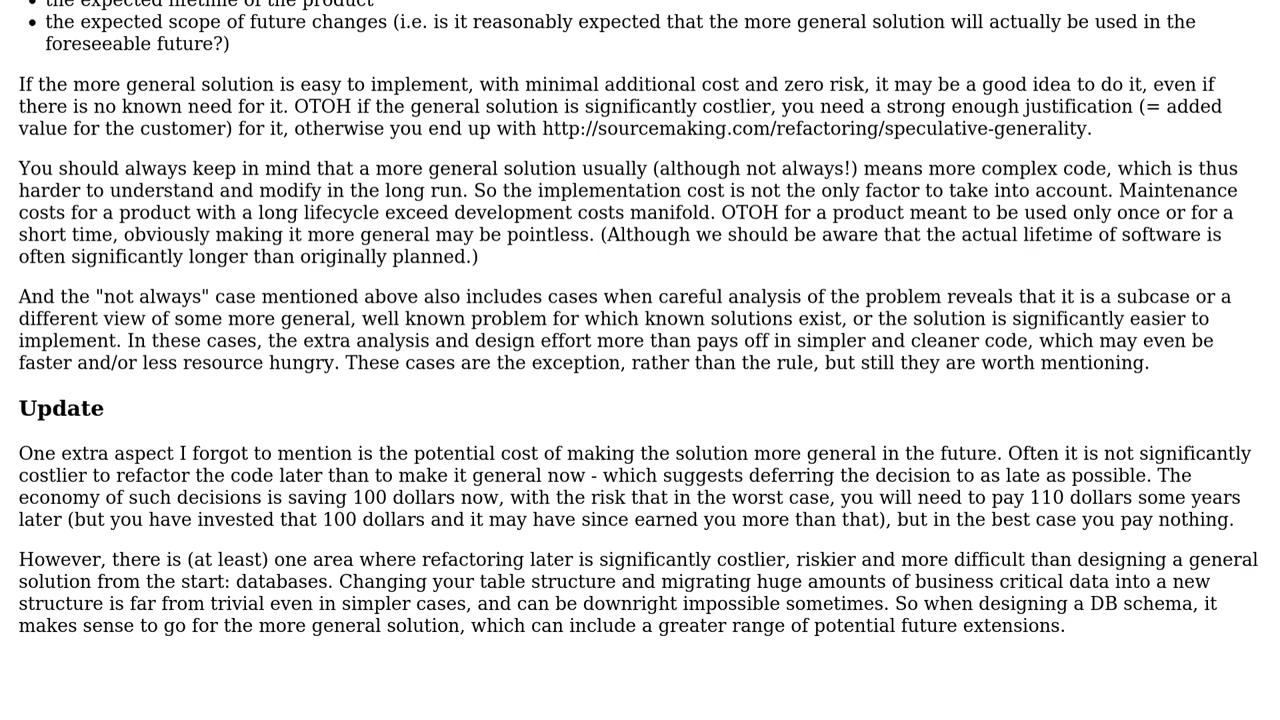 • the expected lifetime of the product
• the expected scope of future changes (i.e. is it reasonably expected that the more general solution will actually be used in the
foreseeable future?)
If the more general solution is easy to implement, with minimal additional cost and zero risk, it may be a good idea to do it, even if
there is no known need for it. OTOH if the general solution is significantly costlier, you need a strong enough justification (= added
value for the customer) for it, otherwise you end up with http://sourcemaking.com/refactoring/speculative-generality.
You should always keep in mind that a more general solution usually (although not always!) means more complex code, which is thus
harder to understand and modify in the long run. So the implementation cost is not the only factor to take into account. Maintenance
costs for a product with a long lifecycle exceed development costs manifold. OTOH for a product meant to be used only once or for a
short time, obviously making it more general may be pointless. (Although we should be aware that the actual lifetime of software is
often significantly longer than originally planned.)
And the "not always" case mentioned above also includes cases when careful analysis of the problem reveals that it is a subcase or a
different view of some more general, well known problem for which known solutions exist, or the solution is significantly easier to
implement. In these cases, the extra analysis and design effort more than pays off in simpler and cleaner code, which may even be
faster and/or less resource hungry. These cases are the exception, rather than the rule, but still they are worth mentioning.
Update
One extra aspect I forgot to mention is the potential cost of making the solution more general in the future. Often it is not significantly
costlier to refactor the code later than to make it general now - which suggests deferring the decision to as late as possible. The
economy of such decisions is saving 100 dollars now, with the risk that in the worst case, you will need to pay 110 dollars some years
later (but you have invested that 100 dollars and it may have since earned you more than that), but in the best case you pay nothing.
However, there is (at least) one area where refactoring later is significantly costlier, riskier and more difficult than designing a general
solution from the start: databases. Changing your table structure and migrating huge amounts of business critical data into a new
structure is far from trivial even in simpler cases, and can be downright impossible sometimes. So when designing a DB schema, it
makes sense to go for the more general solution, which can include a greater range of potential future extensions.